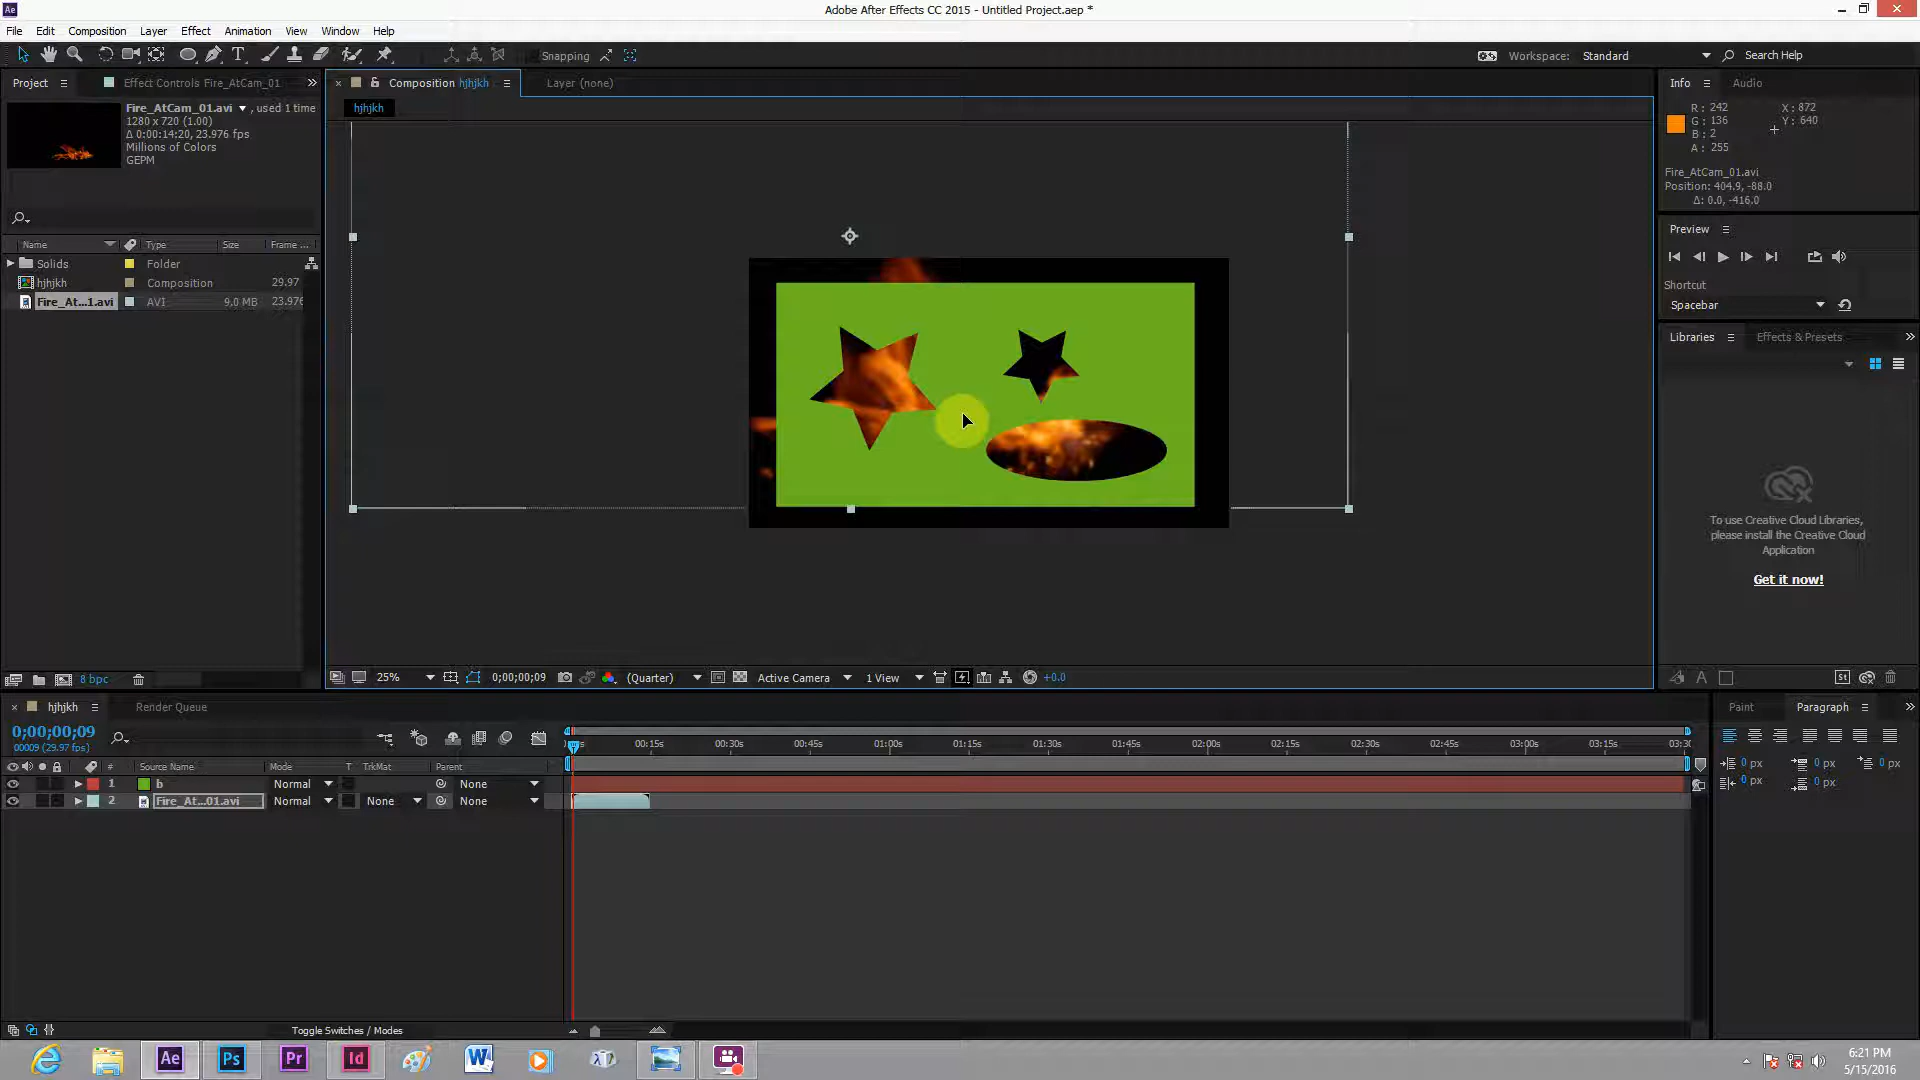 Adobe After Effects CC 2015 - Untitled Project.aep *
File Edit Composition Layer Effect Animation View Window Help
Snapping
Workspace: Standard
Search Help
Project
Effect Controls Fire_AtCam_01
Composition hjhjkh
Layer (none)
Info
Audio
hjhjkh
Fire_AtCam_01.avi ▼ , used 1 time
1280 x 720 (1.00)
Δ 0:00:14:20, 23.976 fps
Millions of Colors
GEPM
R: 242
G: 136
B: 2
A: 255
X: 872
Y: 640
Fire_AtCam_01.avi
Position: 404.9, -88.0
Δ: 0.0, -416.0
Preview
Shortcut
Spacebar
Name Type Size Frame ...
Solids Folder
hjhjkh Composition 29.97
Fire_At...1.avi AVI 9.0 MB 23.976
Libraries
Effects & Presets
To use Creative Cloud Libraries,
please install the Creative Cloud
Application
Get it now!
8 bpc
25% 0;00;00;09 (Quarter) Active Camera 1 View +0.0
hjhjkh
Render Queue
Paint
Paragraph
0;00;00;09
00009 (29.97 fps)
00:15s 00:30s 00:45s 01:00s 01:15s 01:30s 01:45s 02:00s 02:15s 02:30s 02:45s 03:00s 03:15s 03:30
# Source Name Mode T TrkMat Parent
1 b Normal None
2 Fire_At...01.avi Normal None None
0 px 0 px 0 px
0 px 0 px
Toggle Switches / Modes
Ae Ps Pr Id W
6:21 PM
5/15/2016